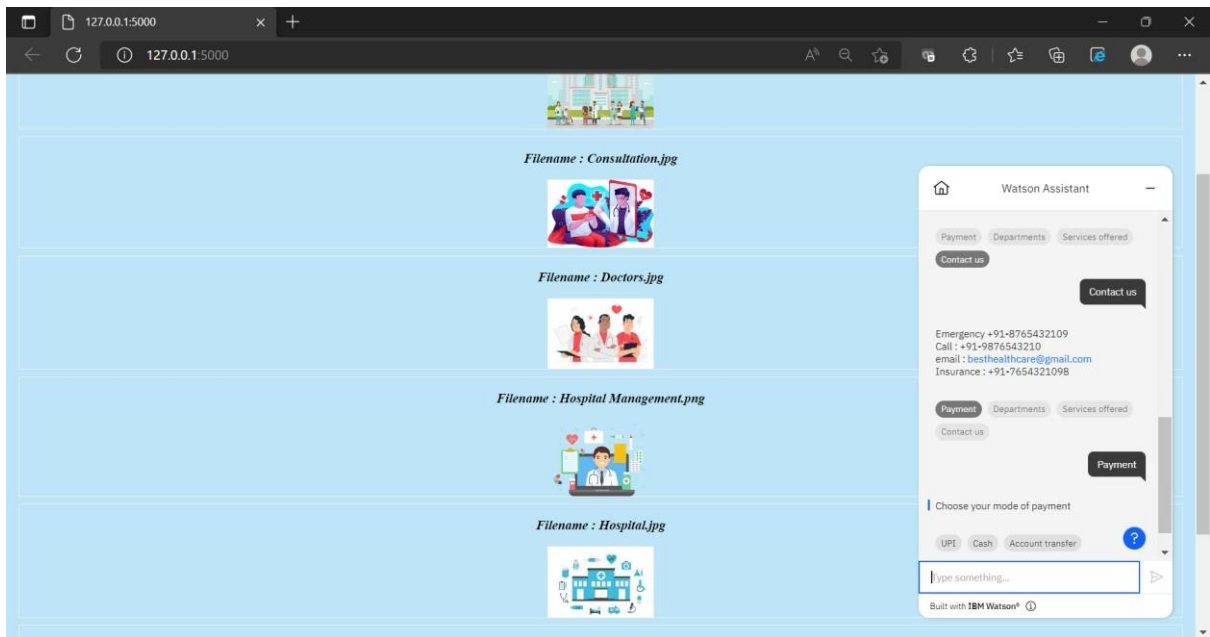 127.0.0.1:5000
127.0.0.1:5000
Filename : Consultation.jpg
Filename : Doctors.jpg
Filename : Hospital Management.png
Filename : Hospital.jpg
Watson Assistant
Payment Departments Services offered
Contact us
Contact us
Emergency +91-8765432109
Call : +91-9876543210
email : besthealthcare@gmail.com
Insurance : +91-7654321098
Payment Departments Services offered
Contact us
Payment
Choose your mode of payment
UPI Cash Account transfer
?
Type something...
Built with IBM Watson®